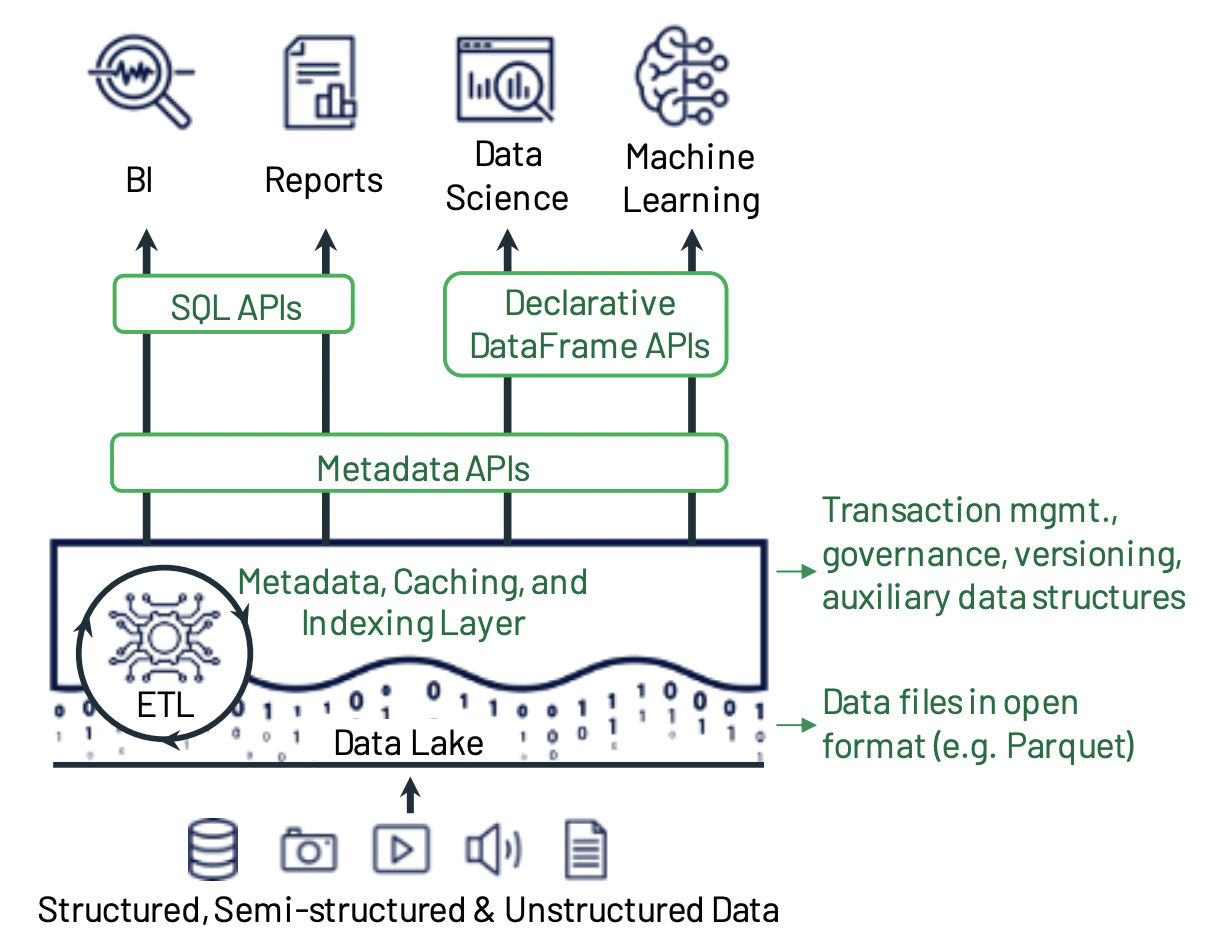 BI
Reports
Data
Science
Machine
Learning
SQL APIs
Declarative
DataFrame APIs
Metadata APIs
Metadata, Caching, and
Indexing Layer
Transaction mgmt.,
governance, versioning,
auxiliary data structures
ETL
Data Lake
Data files in open
format (e.g. Parquet)
Structured, Semi-structured & Unstructured Data